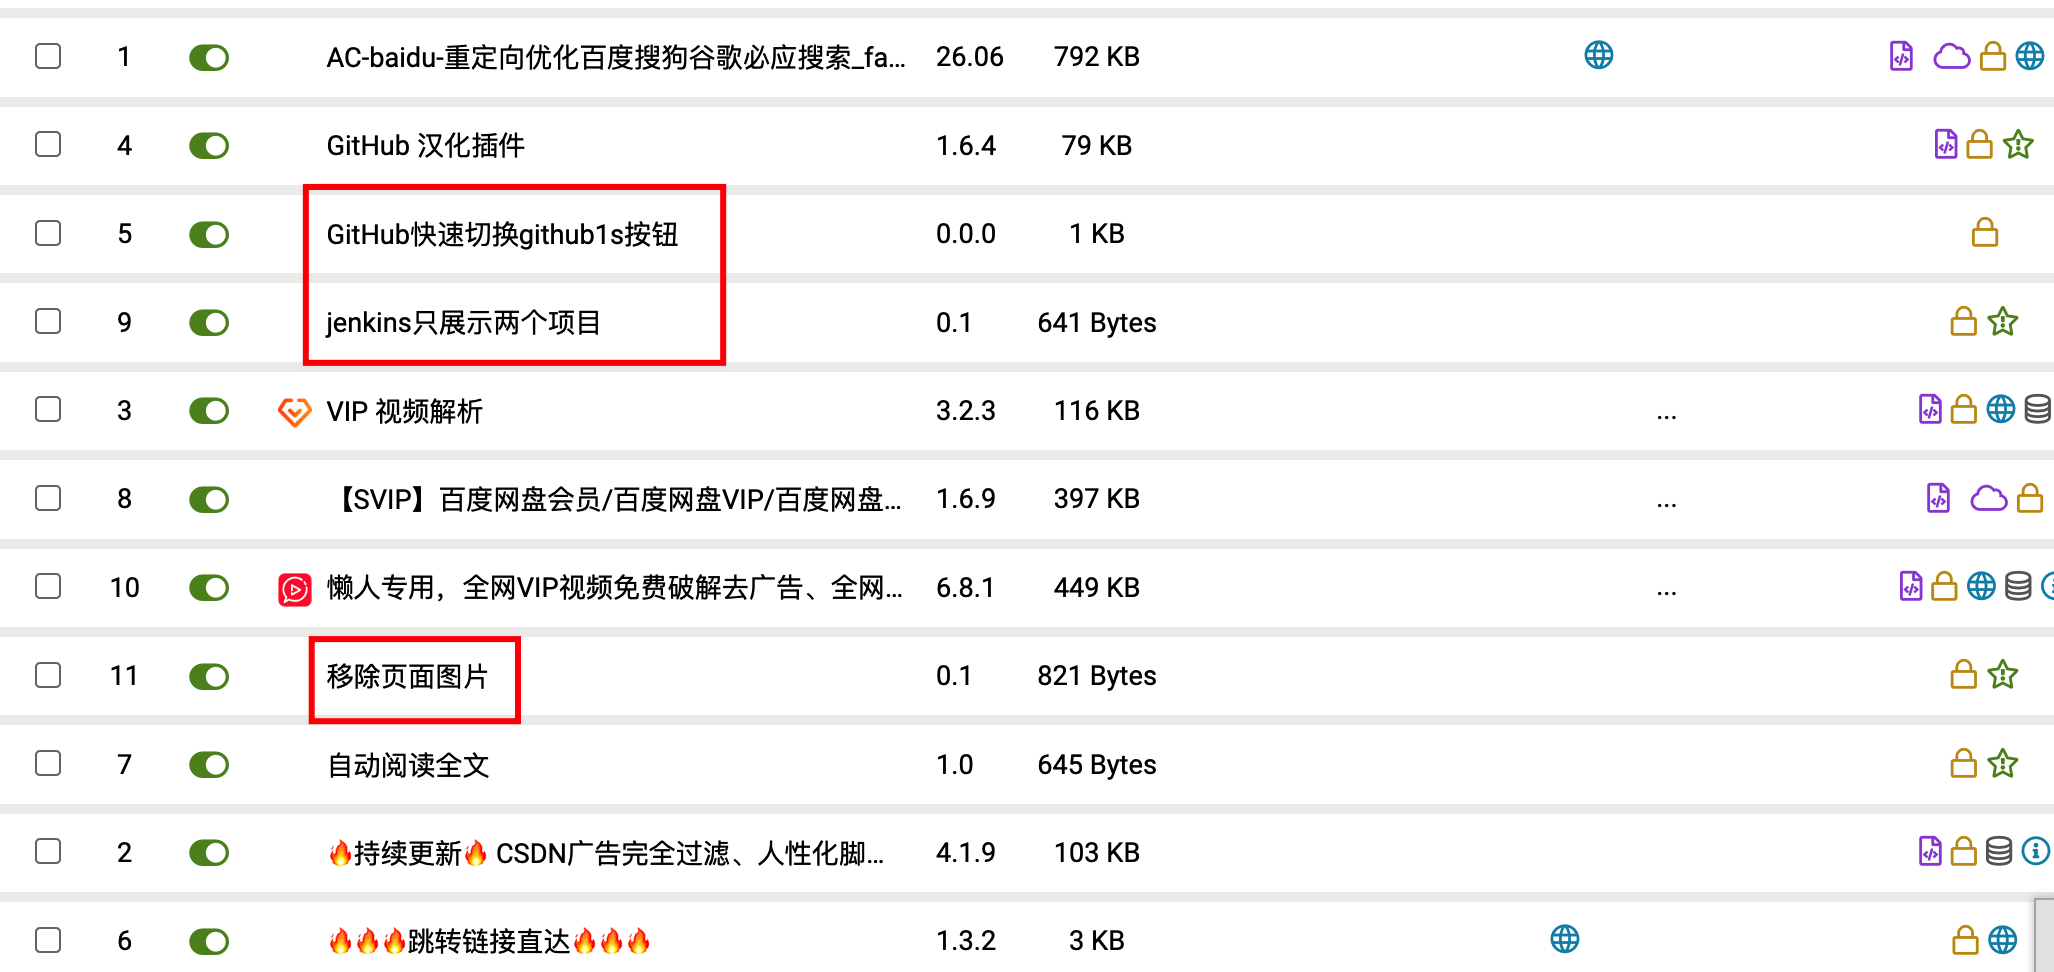 1 AC-baidu-重定向优化百度搜狗谷歌必应搜索_fa... 26.06 792 KB
4 GitHub 汉化插件 1.6.4 79 KB
5 GitHub快速切换github1s按钮 0.0.0 1 KB
9 jenkins只展示两个项目 0.1 641 Bytes
3 VIP 视频解析 3.2.3 116 KB ...
8 【SVIP】百度网盘会员/百度网盘VIP/百度网盘... 1.6.9 397 KB ...
10 懒人专用，全网VIP视频免费破解去广告、全网... 6.8.1 449 KB ...
11 移除页面图片 0.1 821 Bytes
7 自动阅读全文 1.0 645 Bytes
2 🔥持续更新🔥 CSDN广告完全过滤、人性化脚... 4.1.9 103 KB
6 🔥🔥🔥跳转链接直达🔥🔥🔥 1.3.2 3 KB